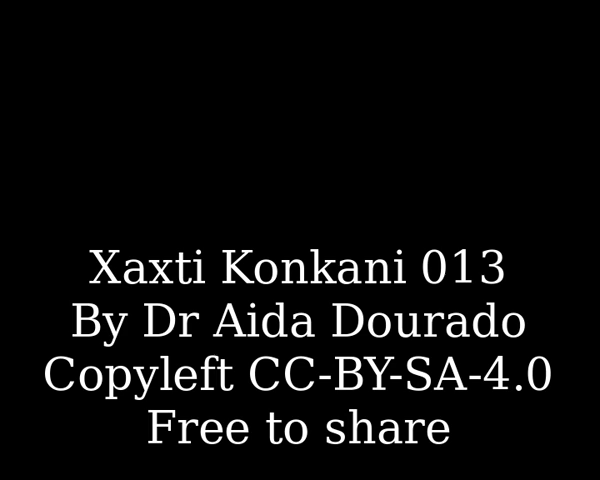 Xaxti Konkani 013
By Dr Aida Dourado
Copyleft CC-BY-SA-4.0
Free to share